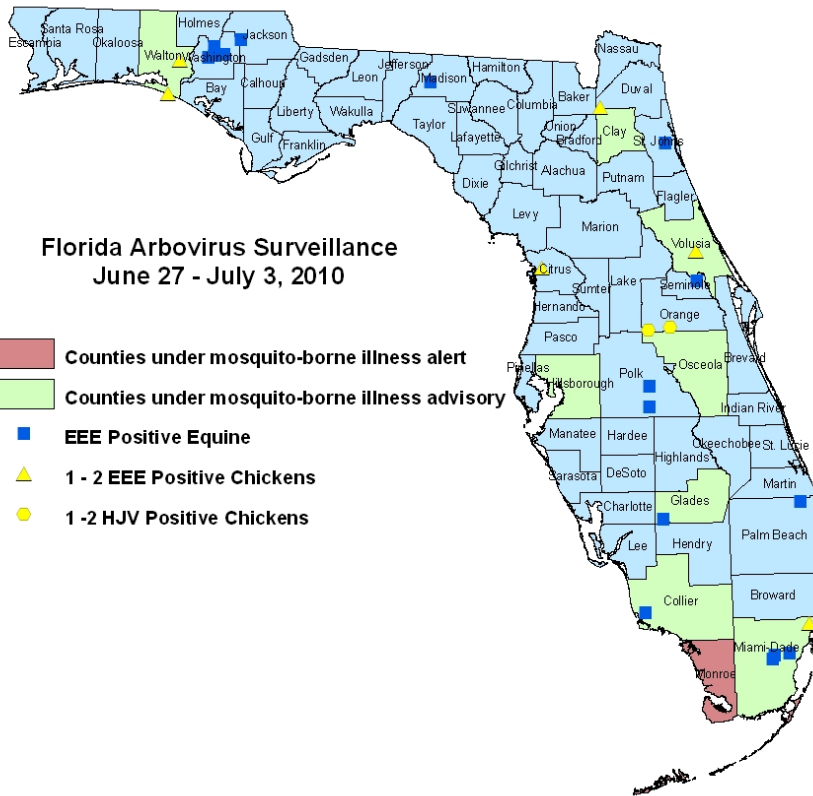 Holmes
Jackson
Santa Rosa
Escambia
Okaloosa
Walton
Washington
Bay
Calhoun
Gulf
Liberty
Franklin
Gadsden
Leon
Wakulla
Jefferson
Madison
Taylor
Hamilton
Suwannee
Lafayette
Dixie
Columbia
Gilchrist
Baker
Union
Bradford
Alachua
Levy
Nassau
Duval
Clay
St Johns
Putnam
Flagler
Marion
Volusia
Citrus
Sumter
Lake
Seminole
Orange
Hernando
Pasco
Pinellas
Hillsborough
Polk
Osceola
Brevard
Indian River
Manatee
Hardee
Highlands
Okeechobee
St. Lucie
Sarasota
DeSoto
Martin
Charlotte
Glades
Lee
Hendry
Palm Beach
Collier
Broward
Miami-Dade
Monroe
Florida Arbovirus Surveillance
June 27 - July 3, 2010
Counties under mosquito-borne illness alert
Counties under mosquito-borne illness advisory
EEE Positive Equine
1 - 2 EEE Positive Chickens
1 -2 HJV Positive Chickens